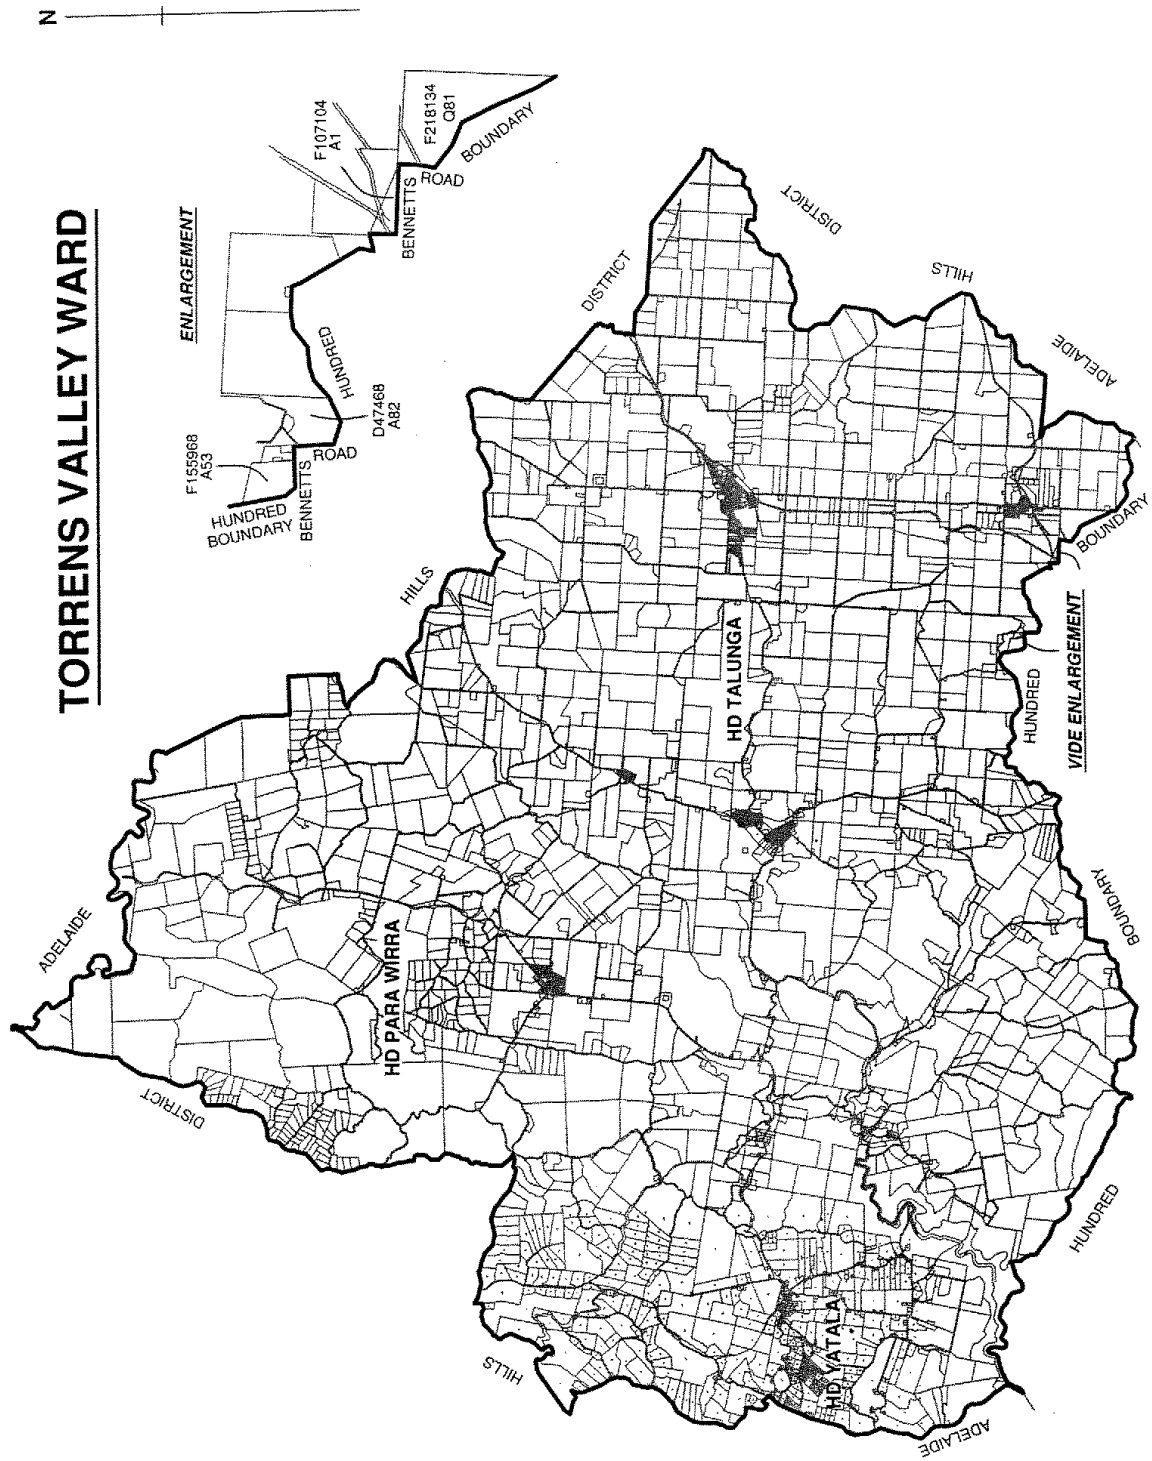 N
TORRENS VALLEY WARD
ENLARGEMENT
F155968
A53
HUNDRED
BOUNDARY
BENNETTS
ROAD
D47468
A82
HUNDRED
F107104
A1
BENNETTS
ROAD
F218134
Q81
BOUNDARY
ADELAIDE
HILLS
DISTRICT
DISTRICT
HILLS
ADELAIDE
BOUNDARY
VIDE ENLARGEMENT
HUNDRED
BOUNDARY
HUNDRED
ADELAIDE
HILLS
DISTRICT
HD PARA WIRRA
HD TALUNGA
HD YATALA